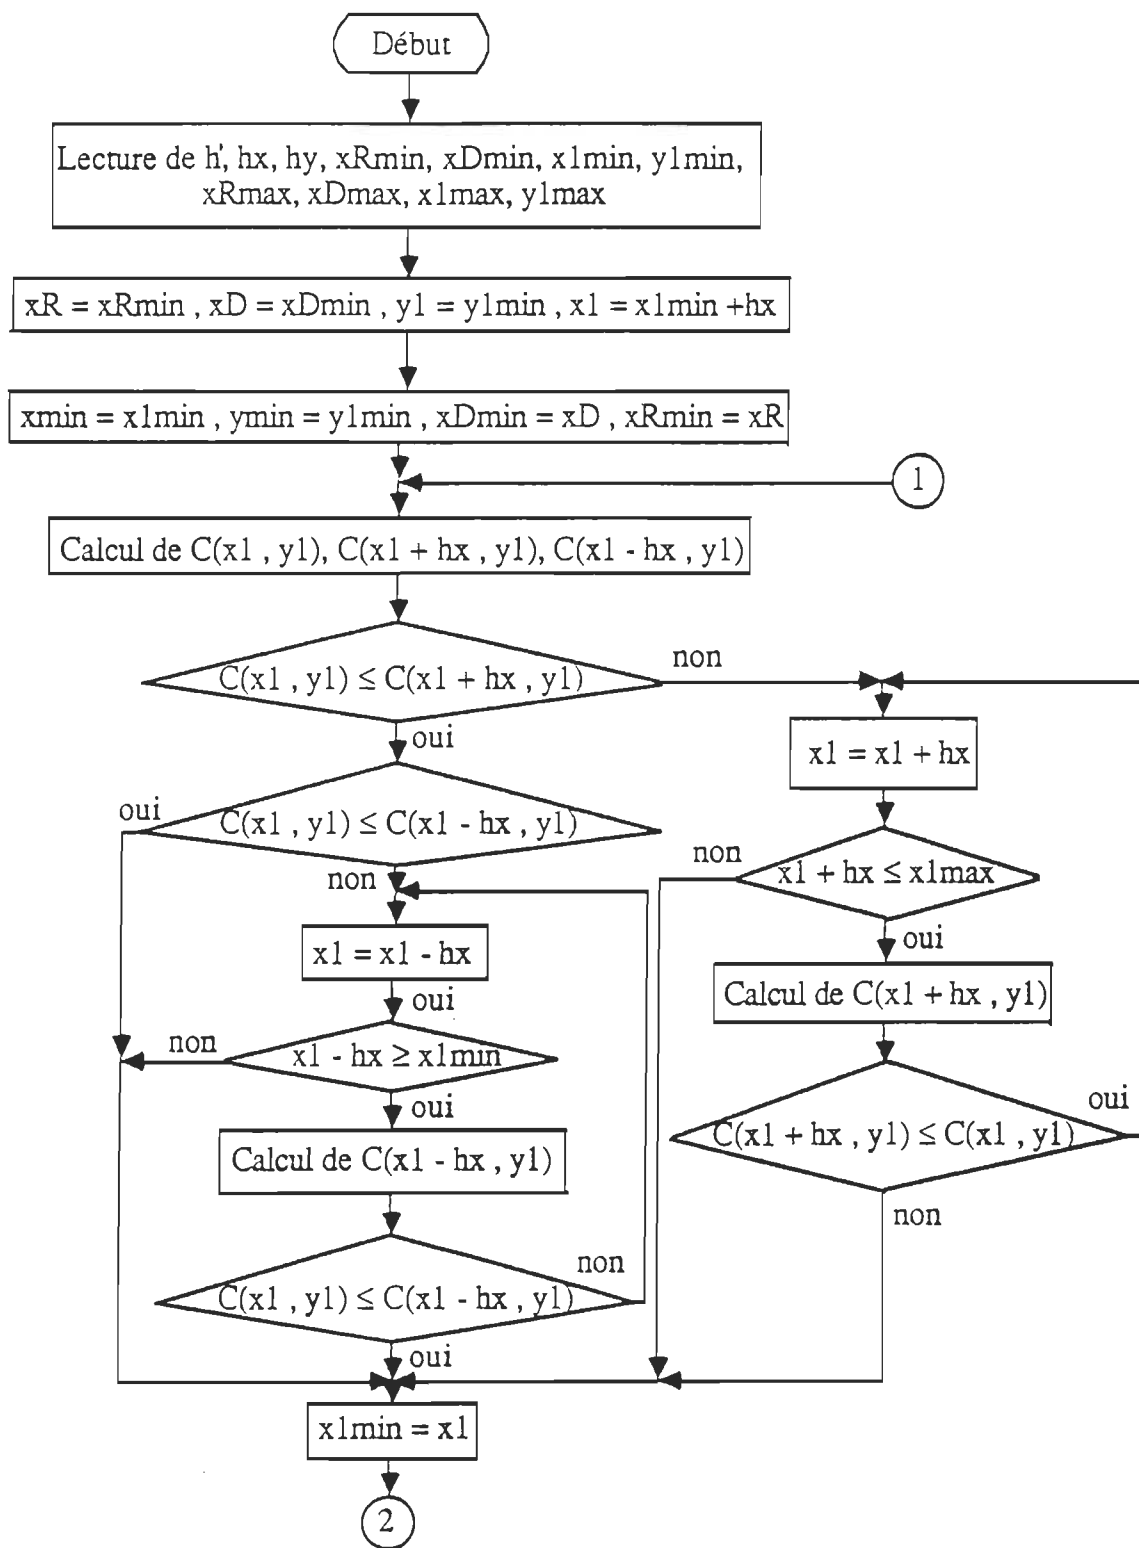 Début
Lecture de h', hx, hy, xRmin, xDmin, x1min, y1min,
xRmax, xDmax, x1max, y1max
xR = xRmin , xD = xDmin , y1 = y1min , x1 = x1min +hx
xmin = x1min , ymin = y1min , xDmin = xD , xRmin = xR
1
Calcul de C(x1 , y1), C(x1 + hx , y1), C(x1 - hx , y1)
C(x1 , y1) ≤ C(x1 + hx , y1)
non
oui
x1 = x1 + hx
oui
C(x1 , y1) ≤ C(x1 - hx , y1)
non
non
x1 + hx ≤ x1max
oui
x1 = x1 - hx
oui
Calcul de C(x1 + hx , y1)
non
x1 - hx ≥ x1min
oui
oui
C(x1 + hx , y1) ≤ C(x1 , y1)
non
Calcul de C(x1 - hx , y1)
non
C(x1 , y1) ≤ C(x1 - hx , y1)
oui
x1min = x1
2